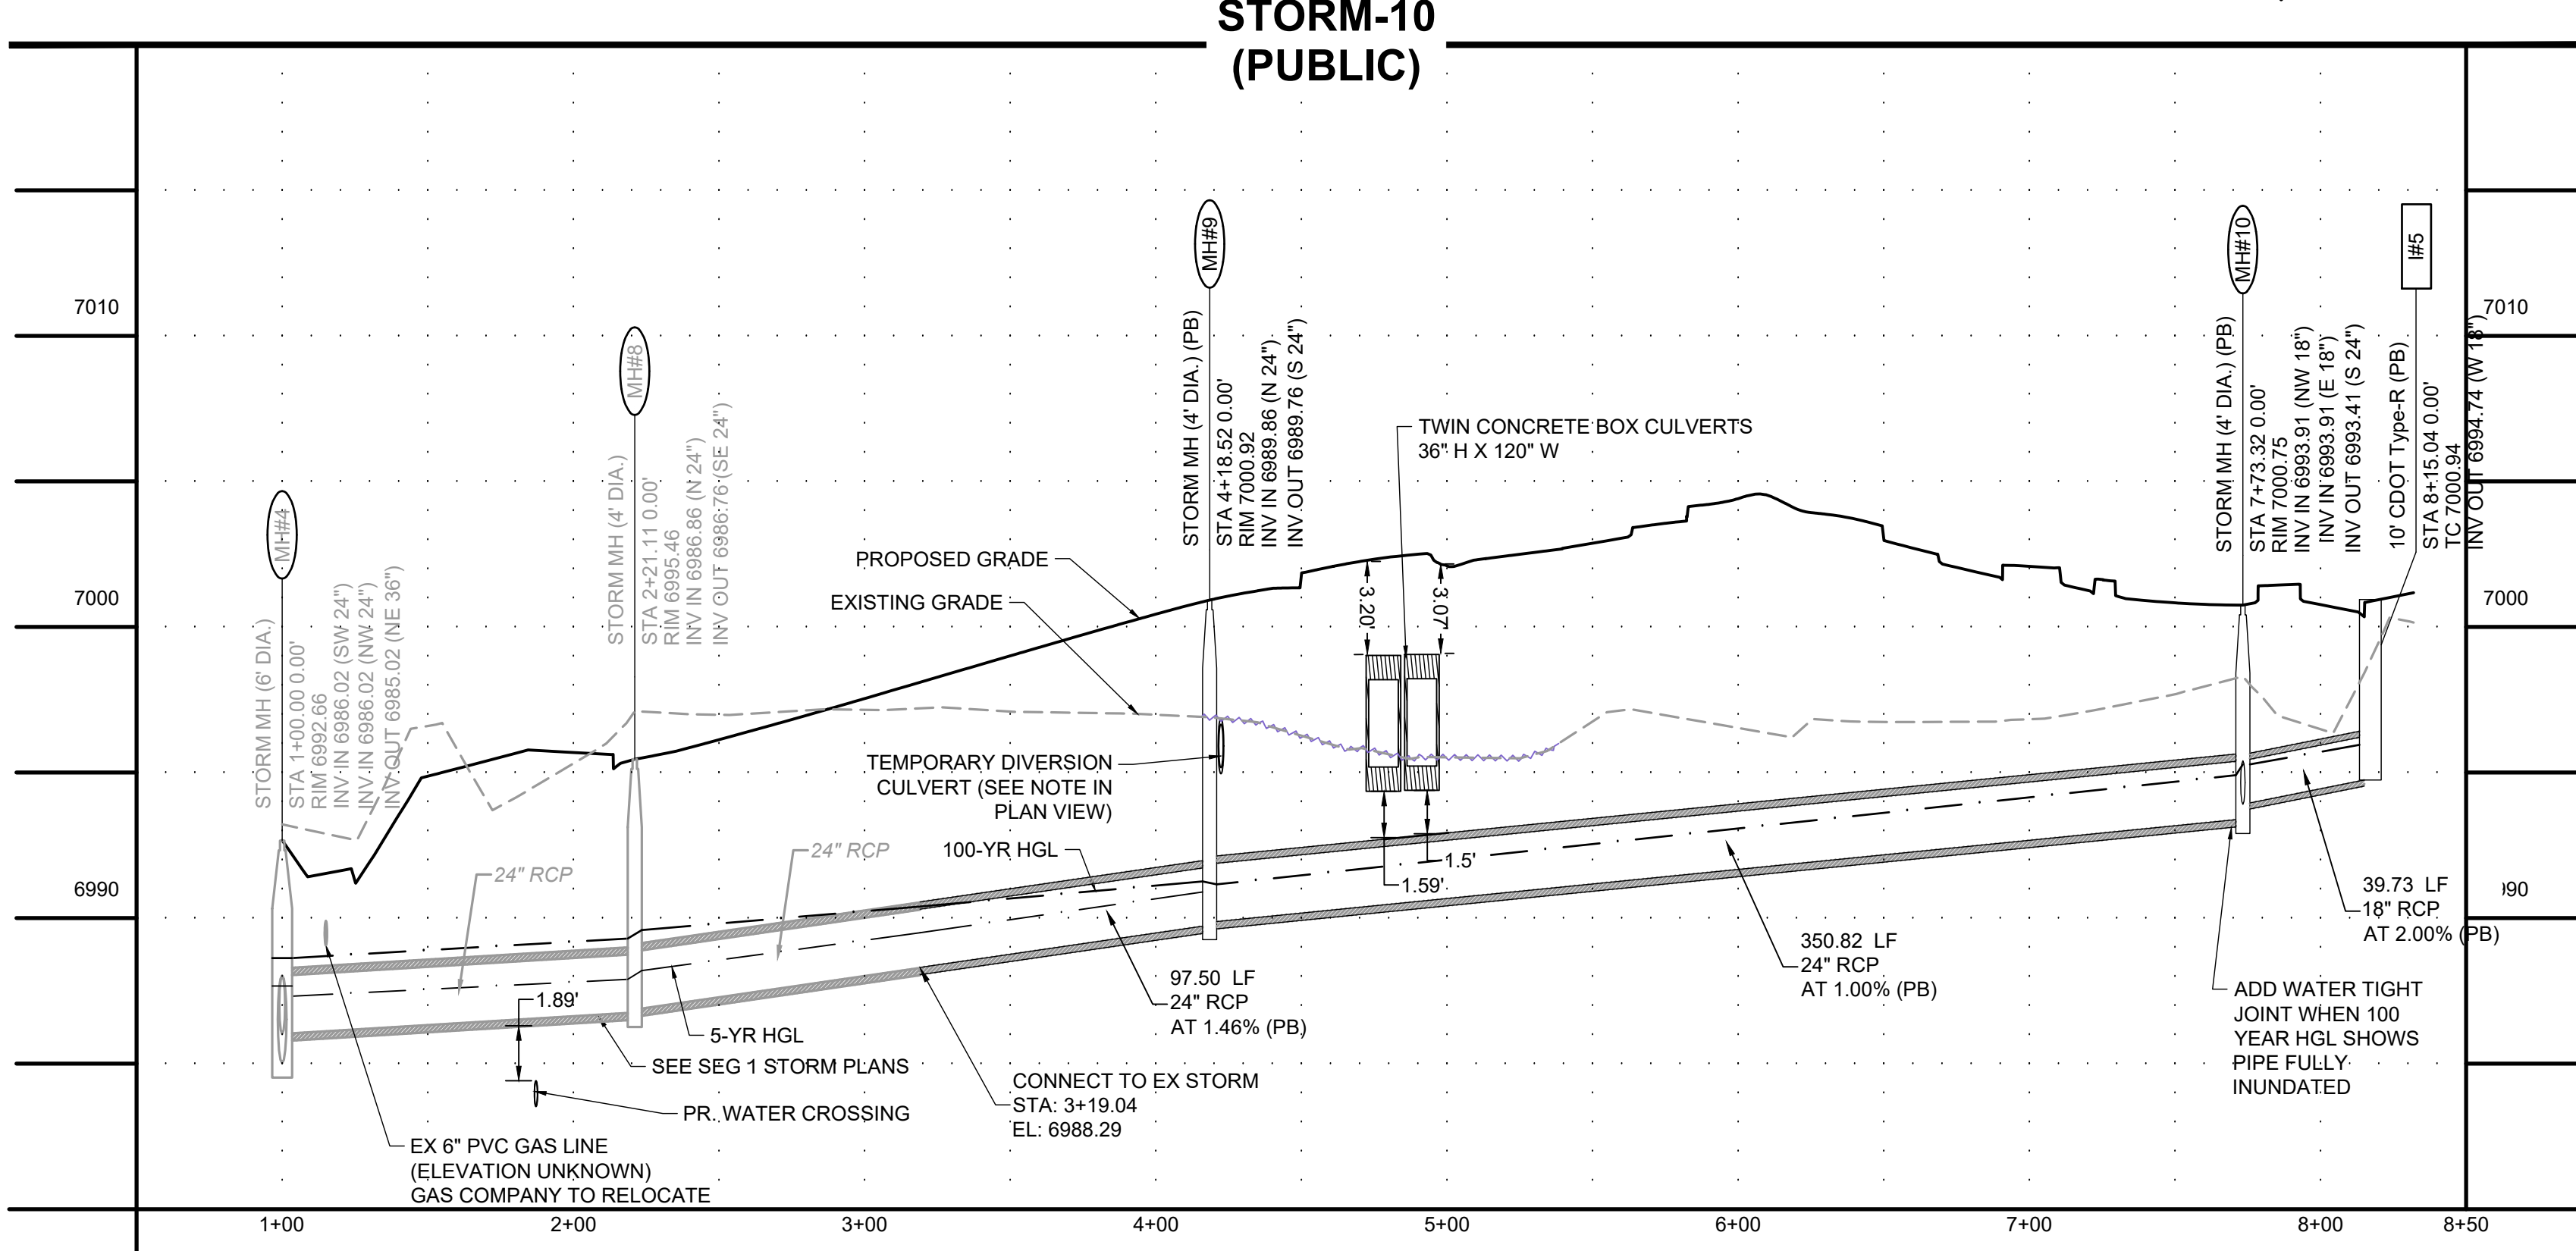 STORM-10
(PUBLIC)
7010
7000
6990
7010
7000
990
MH#4
STORM MH (6' DIA.)
STA 1+00.00 0.00'
RIM 6992.66
INV IN 6986.02 (SW 24")
INV IN 6986.02 (NW 24")
INV OUT 6985.02 (NE 36")
MH#8
STORM MH (4' DIA.)
STA 2+21.11 0.00'
RIM 6995.46
INV IN 6986.86 (N 24")
INV OUT 6986.76 (SE 24")
MH#9
STORM MH (4' DIA.) (PB)
STA 4+18.52 0.00'
RIM 7000.92
INV IN 6989.86 (N 24")
INV OUT 6989.76 (S 24")
MH#10
STORM MH (4' DIA.) (PB)
STA 7+73.32 0.00'
RIM 7000.75
INV IN 6993.91 (NW 18")
INV IN 6993.91 (E 18")
INV OUT 6993.41 (S 24")
I#5
10' CDOT Type-R (PB)
STA 8+15.04 0.00'
TC 7000.94
INV OUT 6994.74 (W 18")
TWIN CONCRETE BOX CULVERTS
36" H X 120" W
PROPOSED GRADE
EXISTING GRADE
3.20'
3.07'
TEMPORARY DIVERSION
CULVERT (SEE NOTE IN
PLAN VIEW)
100-YR HGL
24" RCP
24" RCP
1.5'
1.59'
1.89'
5-YR HGL
SEE SEG 1 STORM PLANS
PR. WATER CROSSING
EX 6" PVC GAS LINE
(ELEVATION UNKNOWN)
GAS COMPANY TO RELOCATE
97.50 LF
24" RCP
AT 1.46% (PB)
CONNECT TO EX STORM
STA: 3+19.04
EL: 6988.29
350.82 LF
24" RCP
AT 1.00% (PB)
39.73 LF
18" RCP
AT 2.00% (PB)
ADD WATER TIGHT
JOINT WHEN 100
YEAR HGL SHOWS
PIPE FULLY
INUNDATED
1+00
2+00
3+00
4+00
5+00
6+00
7+00
8+00
8+50